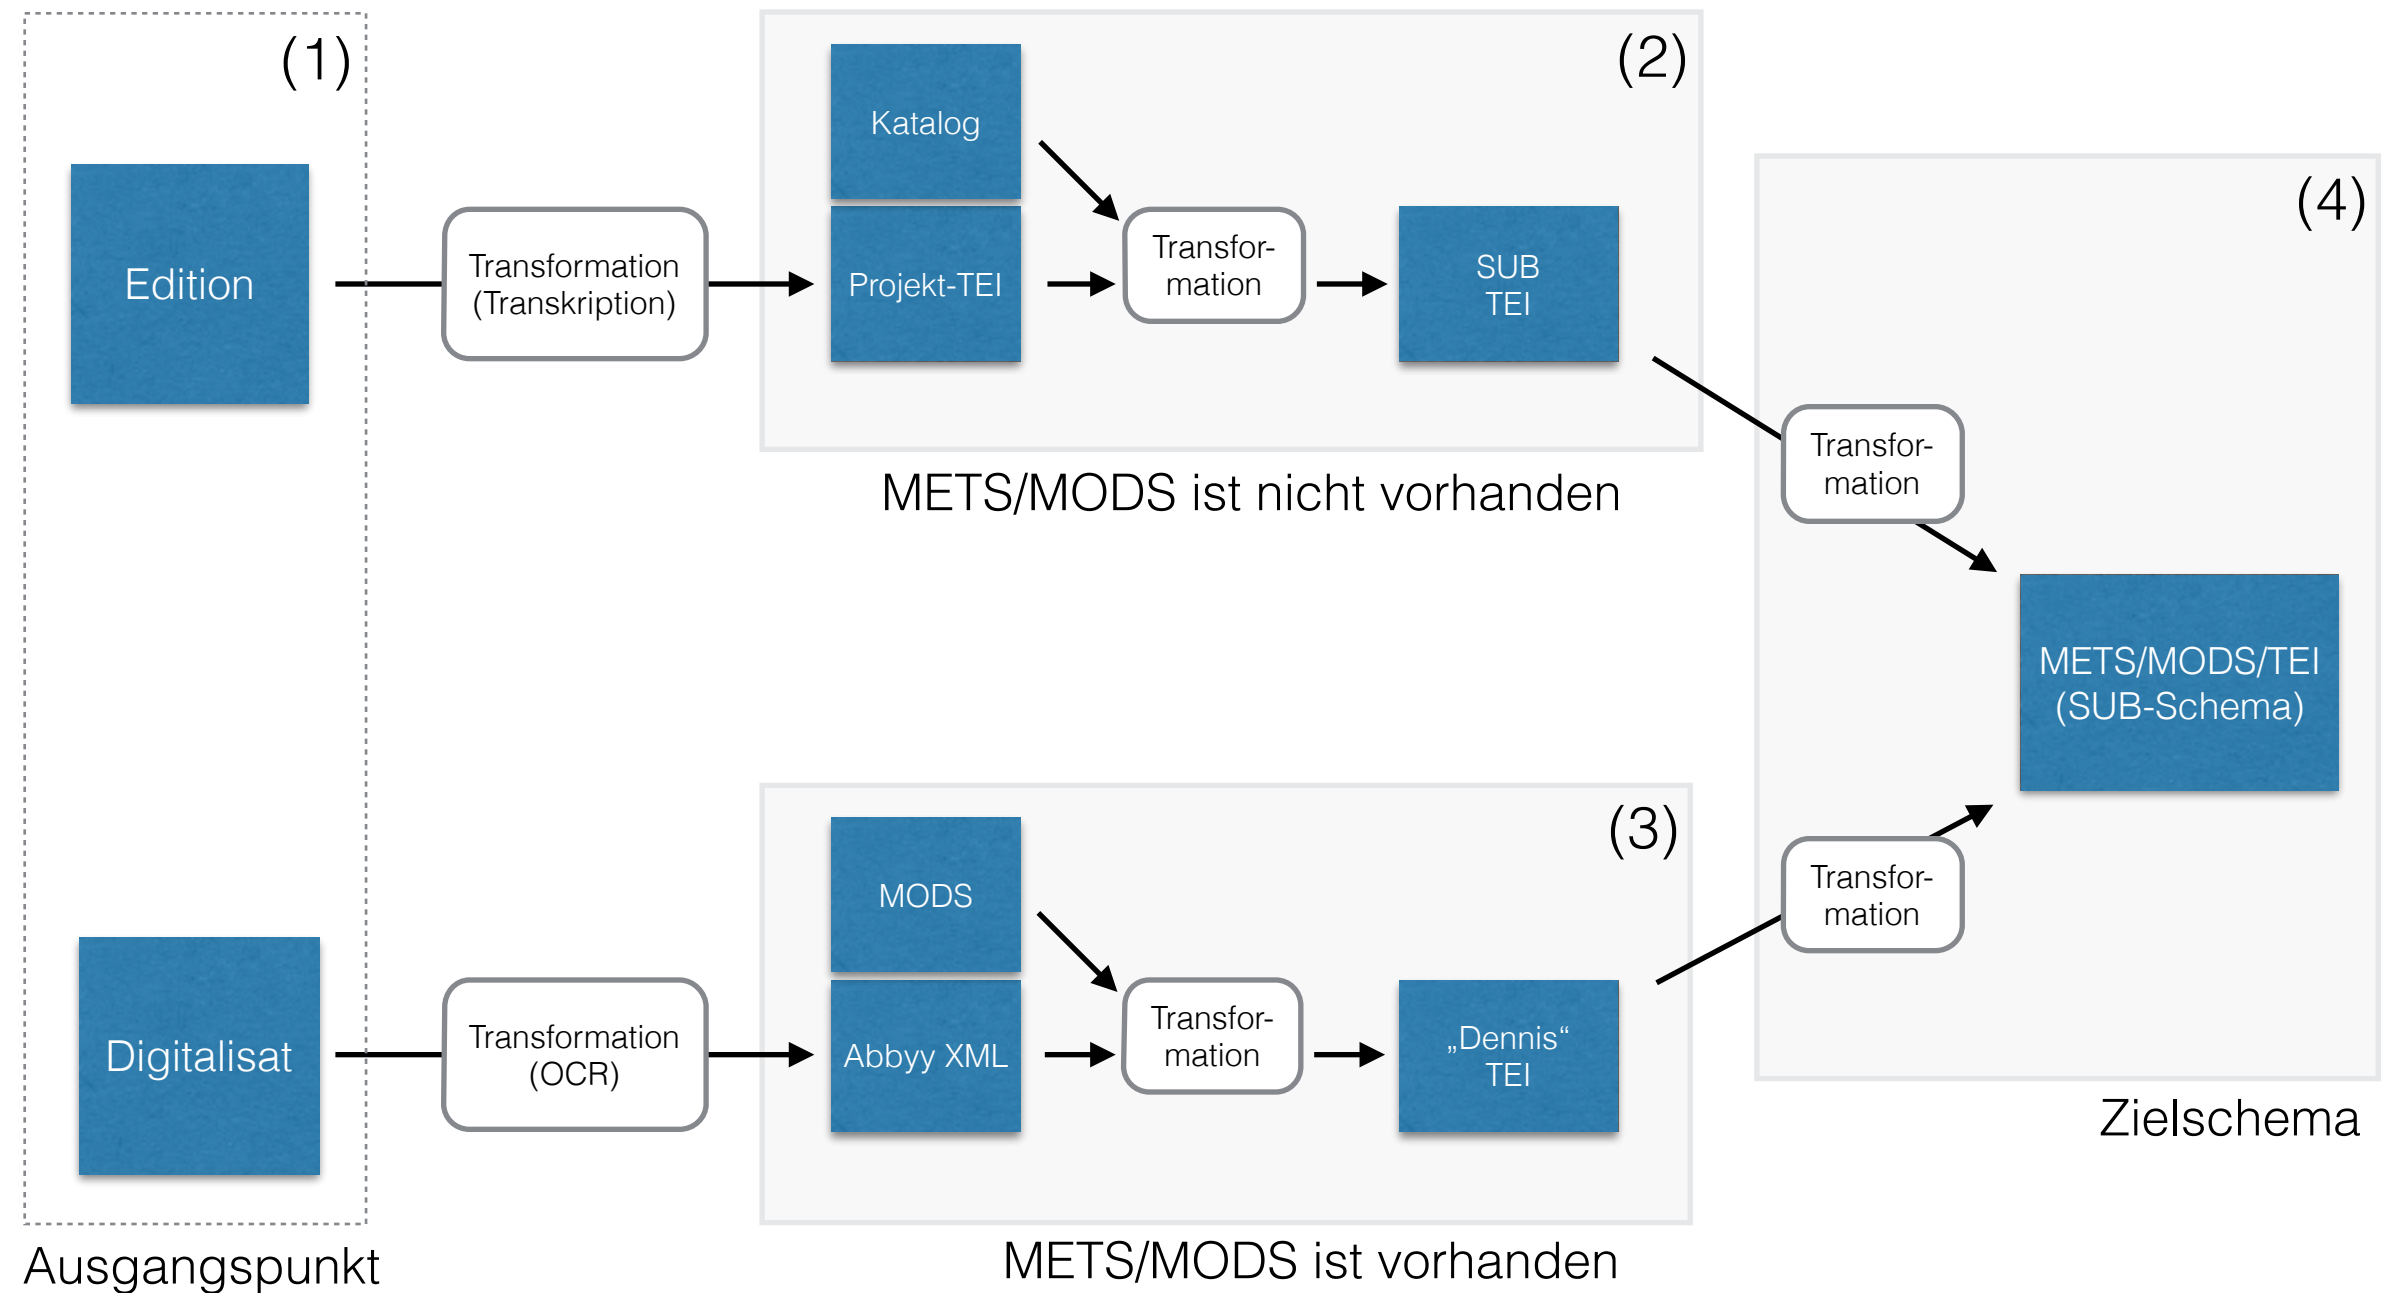 (1)
Edition
Digitalisat
Ausgangspunkt
Transformation
(Transkription)
Transformation
(OCR)
(2)
Katalog
Projekt-TEI
Transfor-
mation
SUB
TEI
METS/MODS ist nicht vorhanden
(3)
MODS
Abbyy XML
Transfor-
mation
„Dennis“
TEI
METS/MODS ist vorhanden
(4)
Transfor-
mation
METS/MODS/TEI
(SUB-Schema)
Transfor-
mation
Zielschema